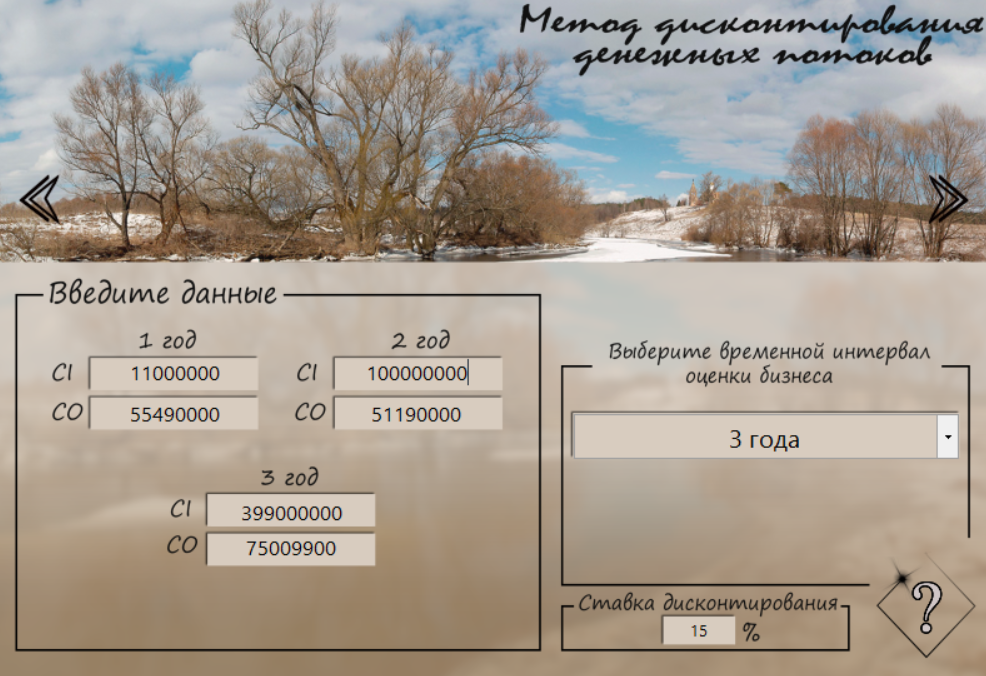 Метод дисконтирования
денежных потоков
Введите данные
1 год
2 год
CI 11000000
CI 100000000
CO 55490000
CO 51190000
3 год
CI 399000000
CO 75009900
Выберите временной интервал
оценки бизнеса
3 года
Ставка дисконтирования
15 %
?